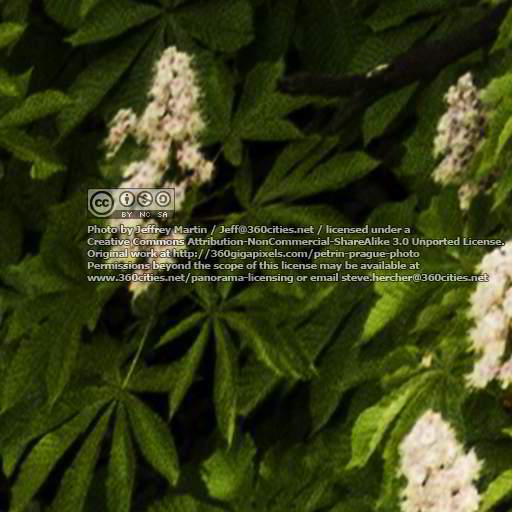 cc
BY NC SA
Photo by Jeffrey Martin / Jeff@360cities.net / licensed under a
Creative Commons Attribution-NonCommercial-ShareAlike 3.0 Unported License.
Original work at http://360gigapixels.com/petrin-prague-photo
Permissions beyond the scope of this license may be available at
www.360cities.net/panorama-licensing or email steve.hercher@360cities.net